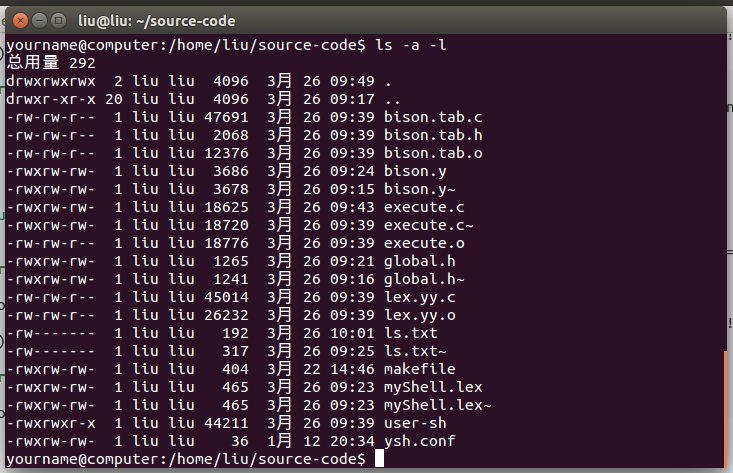 liu@liu: ~/source-code
yourname@computer:/home/liu/source-code$ ls -a -l
总用量 292
drwxrwxrwx  2 liu liu  4096  3月 26 09:49 .
drwxr-xr-x 20 liu liu  4096  3月 26 09:17 ..
-rw-rw-r--  1 liu liu 47691  3月 26 09:39 bison.tab.c
-rw-rw-r--  1 liu liu  2068  3月 26 09:39 bison.tab.h
-rw-rw-r--  1 liu liu 12376  3月 26 09:39 bison.tab.o
-rwxrw-rw-  1 liu liu  3686  3月 26 09:24 bison.y
-rwxrw-rw-  1 liu liu  3678  3月 26 09:15 bison.y~
-rwxrw-rw-  1 liu liu 18625  3月 26 09:43 execute.c
-rwxrw-rw-  1 liu liu 18720  3月 26 09:39 execute.c~
-rw-rw-r--  1 liu liu 18776  3月 26 09:39 execute.o
-rwxrw-rw-  1 liu liu  1265  3月 26 09:21 global.h
-rwxrw-rw-  1 liu liu  1241  3月 26 09:16 global.h~
-rw-rw-r--  1 liu liu 45014  3月 26 09:39 lex.yy.c
-rw-rw-r--  1 liu liu 26232  3月 26 09:39 lex.yy.o
-rw-------  1 liu liu   192  3月 26 10:01 ls.txt
-rw-------  1 liu liu   317  3月 26 09:25 ls.txt~
-rwxrw-rw-  1 liu liu   404  3月 22 14:46 makefile
-rwxrw-rw-  1 liu liu   465  3月 26 09:23 myShell.lex
-rwxrw-rw-  1 liu liu   465  3月 26 09:23 myShell.lex~
-rwxrwxr-x  1 liu liu 44211  3月 26 09:39 user-sh
-rwxrw-rw-  1 liu liu    36  1月 12 20:34 ysh.conf
yourname@computer:/home/liu/source-code$